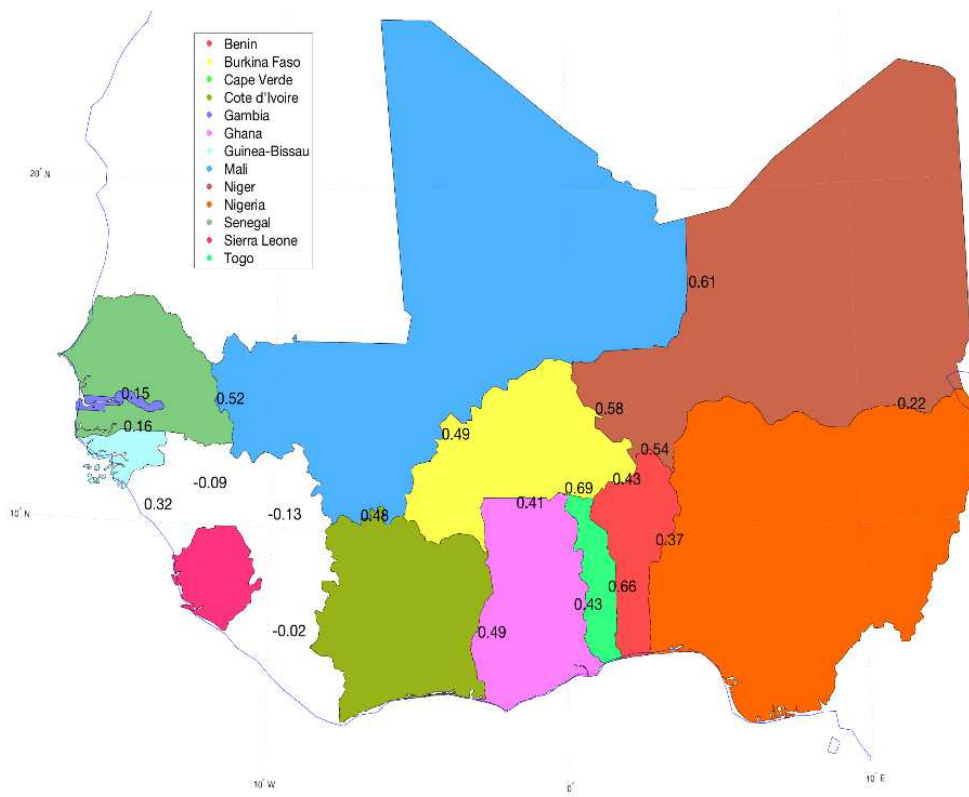 Benin
Burkina Faso
Cape Verde
Cote d'Ivoire
Gambia
Ghana
Guinea-Bissau
Mali
Niger
Nigeria
Senegal
Sierra Leone
Togo
20° N
0.61
0.15
0.52
0.22
0.58
0.16
0.49
0.54
-0.09
0.43
0.69
0.32
0.41
10° N
-0.13
0.48
0.37
0.66
0.43
-0.02
0.49
10° W
0°
10° E